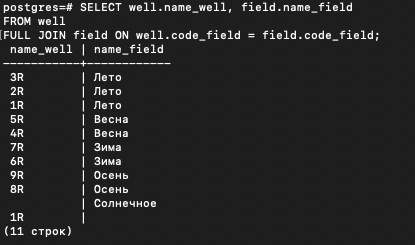 postgres=# SELECT well.name_well, field.name_field
FROM well
[FULL JOIN field ON well.code_field = field.code_field;
 name_well | name_field
-----------+------------
 3R        | Лето
 2R        | Лето
 1R        | Лето
 5R        | Весна
 4R        | Весна
 7R        | Зима
 6R        | Зима
 9R        | Осень
 8R        | Осень
           | Солнечное
 1R        |
(11 строк)